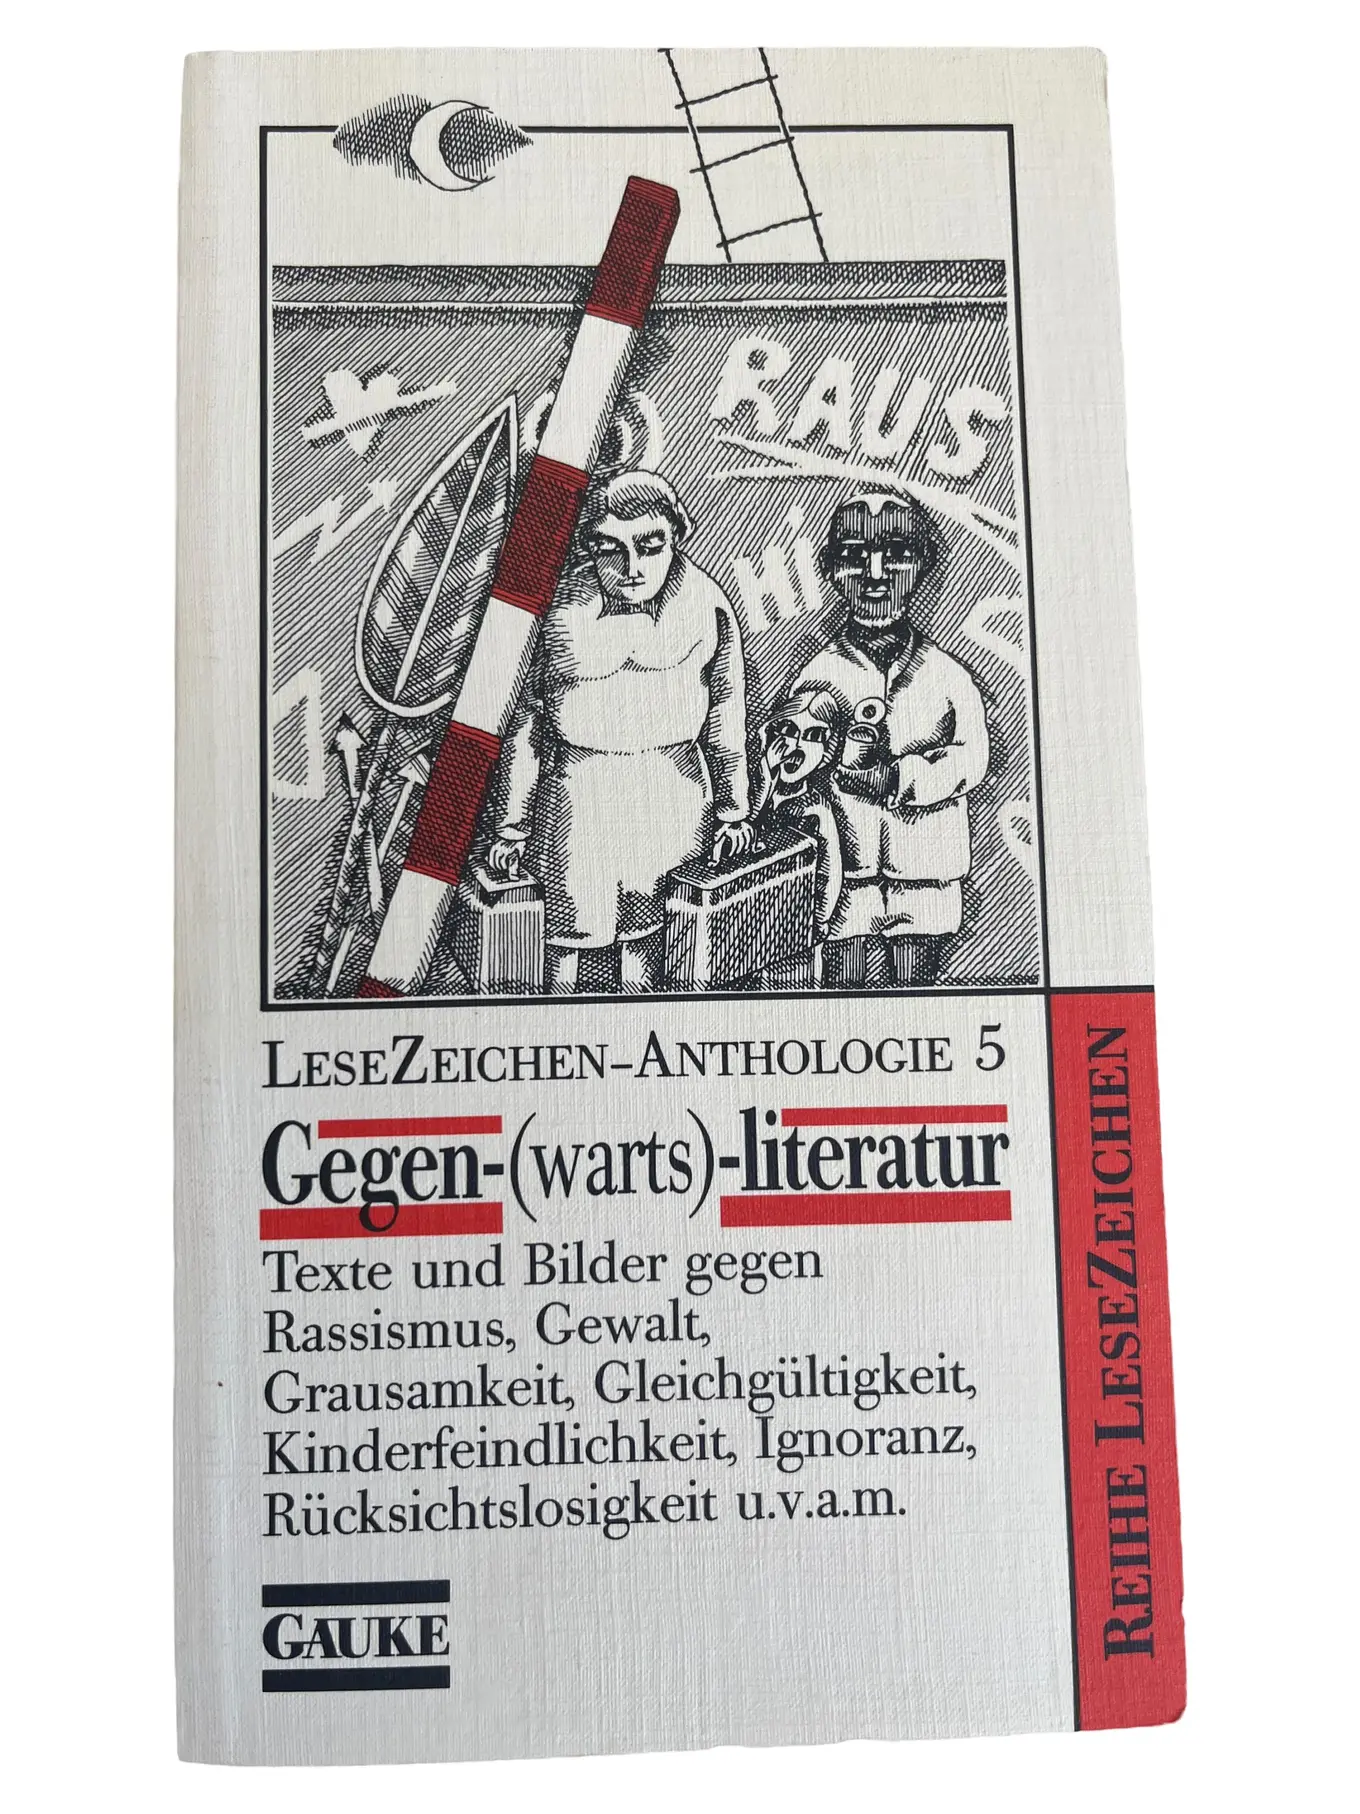 RAUS
HI
LESEZEICHEN-ANTHOLOGIE 5
Gegen-(warts)-literatur
Texte und Bilder gegen
Rassismus, Gewalt,
Grausamkeit, Gleichgültigkeit,
Kinderfeindlichkeit, Ignoranz,
Rücksichtslosigkeit u.v.a.m.
GAUKE
REIHE LESEZEICHEN